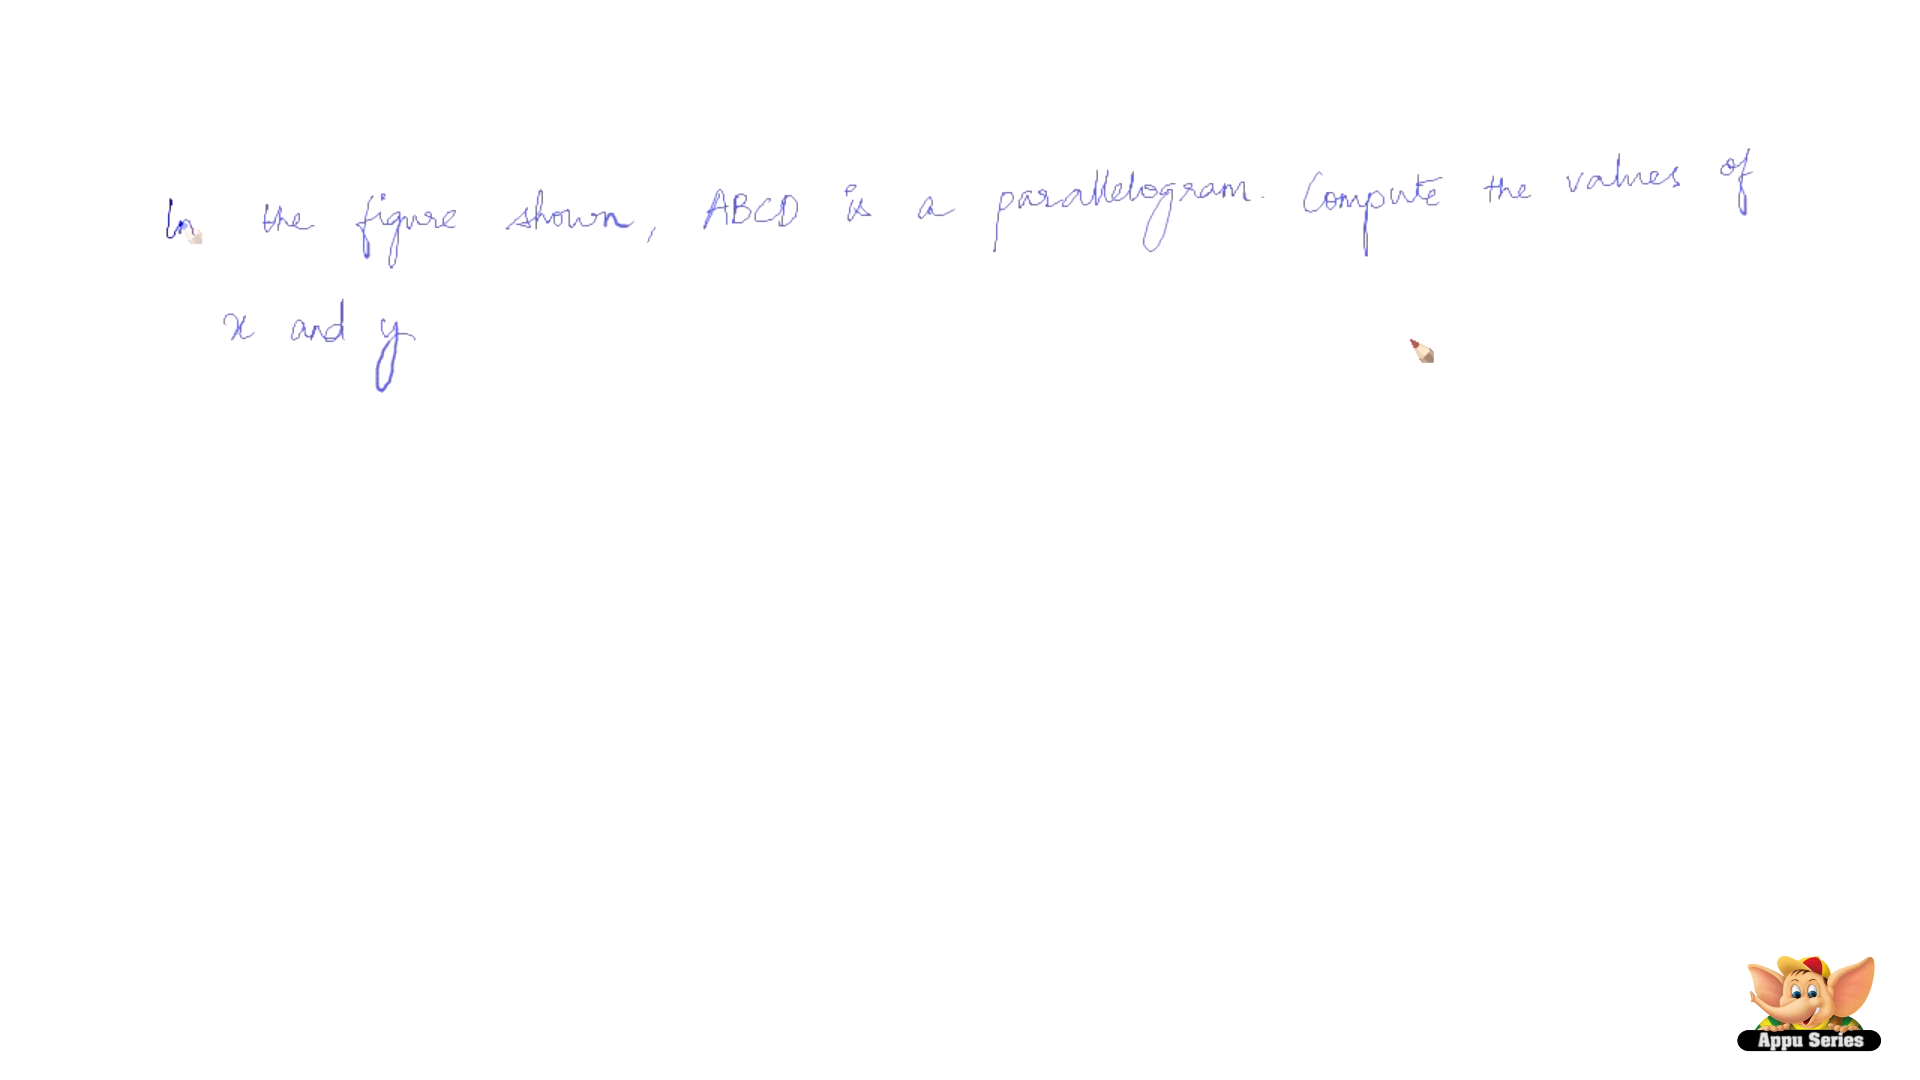 In the figure shown, ABCD is a parallelogram. Compute the values of
x and y
Appu Series